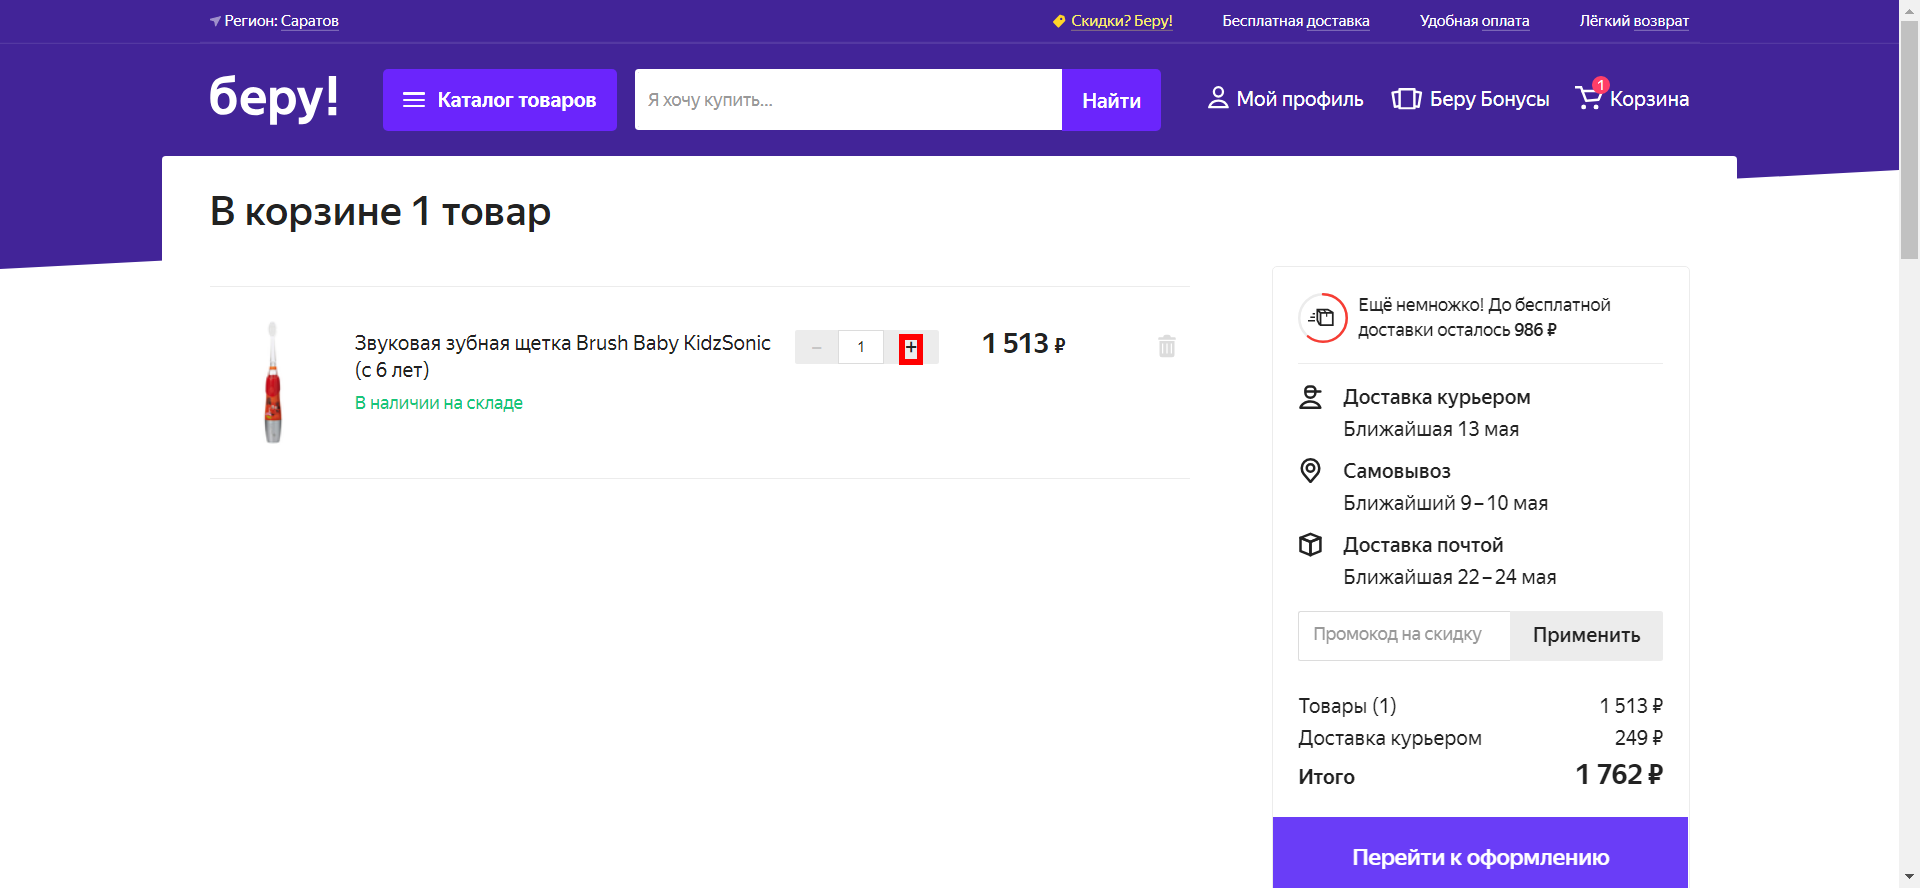 Регион: Саратов
Скидки? Беру!
Бесплатная доставка
Удобная оплата
Лёгкий возврат
беру!
Каталог товаров
Я хочу купить...
Найти
Мой профиль
Беру Бонусы
1
Корзина
В корзине 1 товар
Звуковая зубная щетка Brush Baby KidzSonic
(с 6 лет)
В наличии на складе
– 1 +
1 513 ₽
Ещё немножко! До бесплатной
доставки осталось 986 ₽
Доставка курьером
Ближайшая 13 мая
Самовывоз
Ближайший 9–10 мая
Доставка почтой
Ближайшая 22–24 мая
Промокод на скидку
Применить
Товары (1) 1 513 ₽
Доставка курьером 249 ₽
Итого 1 762 ₽
Перейти к оформлению